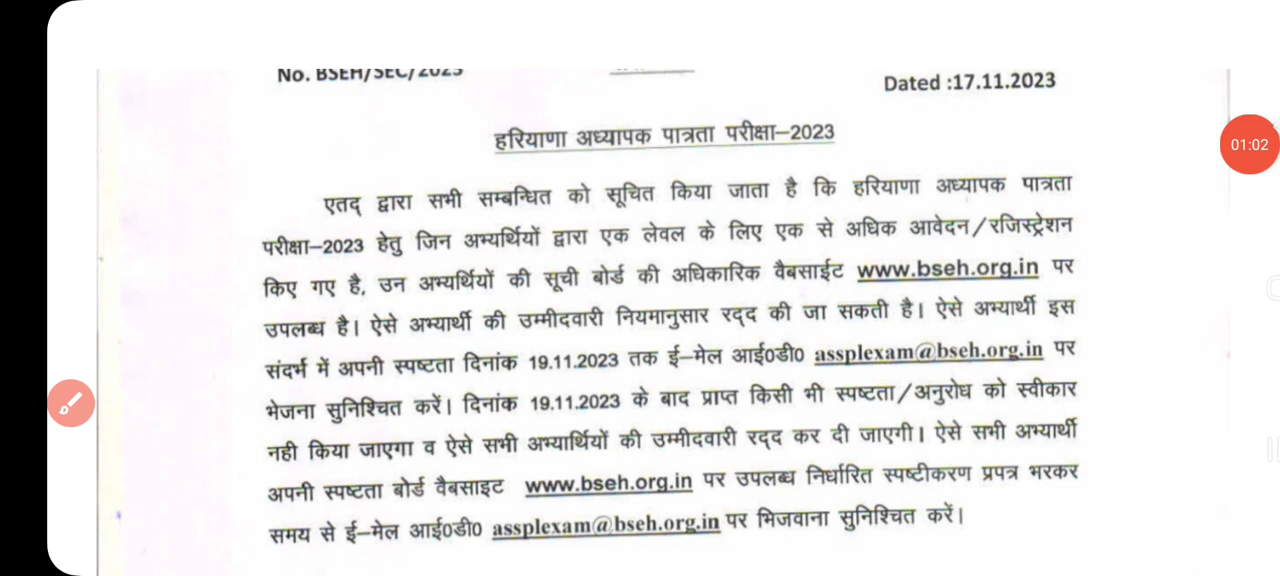 No. BSEH/SEC/2023
Dated :17.11.2023
हरियाणा अध्यापक पात्रता परीक्षा–2023
01:02
एतद् द्वारा सभी सम्बन्धित को सूचित किया जाता है कि हरियाणा अध्यापक पात्रता
परीक्षा–2023 हेतु जिन अभ्यर्थियों द्वारा एक लेवल के लिए एक से अधिक आवेदन/रजिस्ट्रेशन
किए गए है, उन अभ्यर्थियों की सूची बोर्ड की अधिकारिक वैबसाईट www.bseh.org.in पर
उपलब्ध है। ऐसे अभ्यार्थी की उम्मीदवारी नियमानुसार रद्द की जा सकती है। ऐसे अभ्यार्थी इस
संदर्भ में अपनी स्पष्टता दिनांक 19.11.2023 तक ई–मेल आई0डी0 assplexam@bseh.org.in पर
भेजना सुनिश्चित करें। दिनांक 19.11.2023 के बाद प्राप्त किसी भी स्पष्टता/अनुरोध को स्वीकार
नही किया जाएगा व ऐसे सभी अभ्यार्थियों की उम्मीदवारी रद्द कर दी जाएगी। ऐसे सभी अभ्यार्थी
अपनी स्पष्टता बोर्ड वैबसाइट www.bseh.org.in पर उपलब्ध निर्धारित स्पष्टीकरण प्रपत्र भरकर
समय से ई–मेल आई0डी0 assplexam@bseh.org.in पर भिजवाना सुनिश्चित करें।